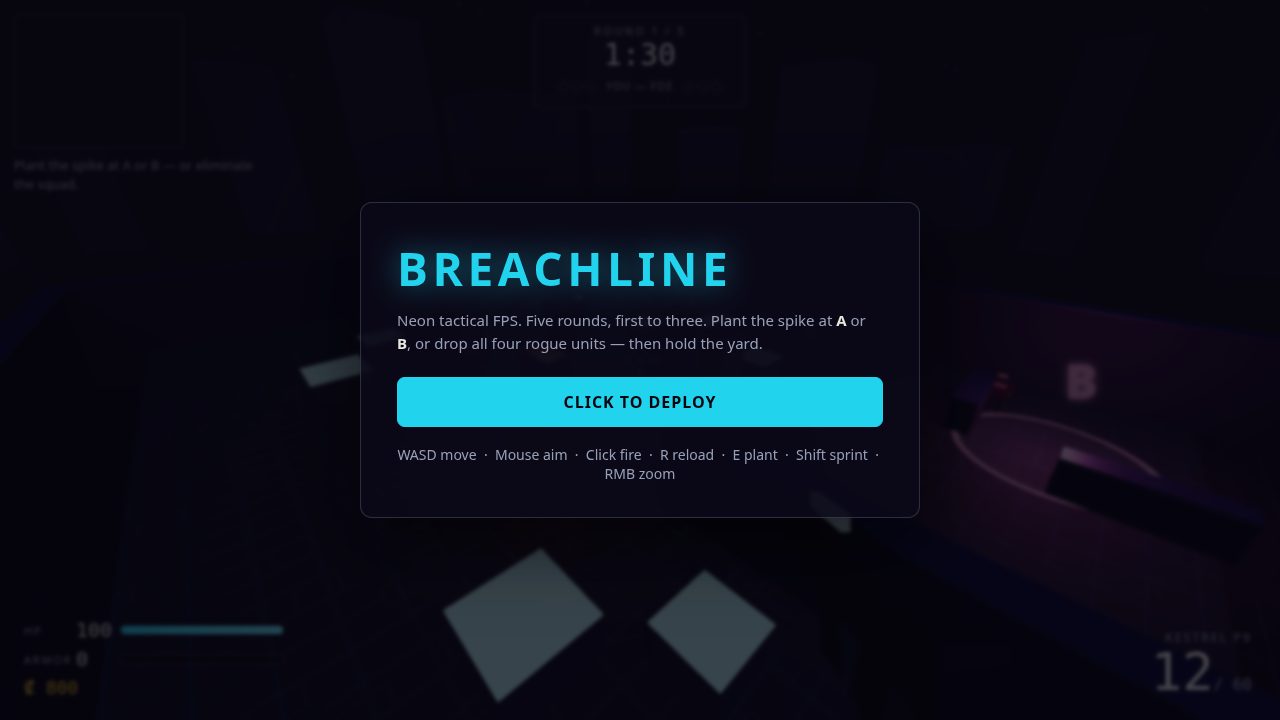 ROUND 1 / 5
1:30
YOU — FOE
Plant the spike at A or B — or eliminate
the squad.
BREACHLINE
Neon tactical FPS. Five rounds, first to three. Plant the spike at A or
B, or drop all four rogue units — then hold the yard.
CLICK TO DEPLOY
WASD move · Mouse aim · Click fire · R reload · E plant · Shift sprint ·
RMB zoom
B
HP 100
ARMOR 0
₡ 800
KESTREL P9
12 / 60